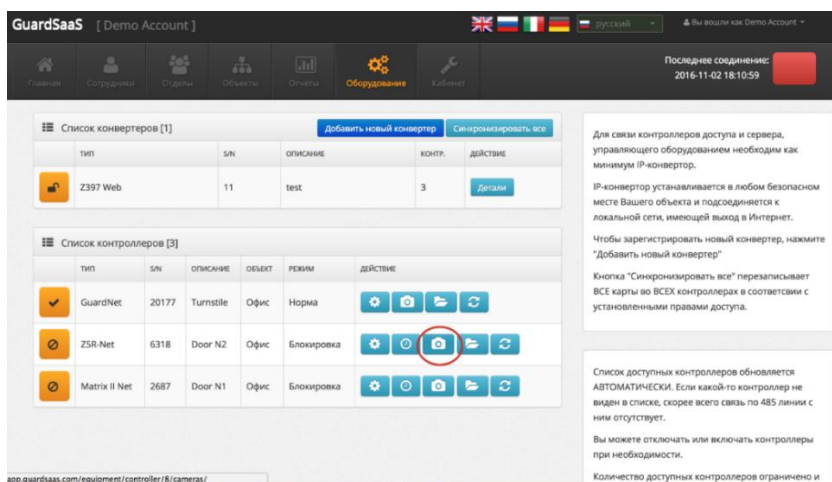 GuardSaaS [ Demo Account ]
русский
Вы вошли как Demo Account
Главная
Сотрудники
Отделы
Объекты
Отчеты
Оборудование
Кабинет
Последнее соединение:
2016-11-02 18:10:59
Список конвертеров [1]
Добавить новый конвертер
Синхронизировать все
ТИП S/N ОПИСАНИЕ КОНТР. ДЕЙСТВИЕ
Z397 Web 11 test 3 Детали
Список контроллеров [3]
ТИП S/N ОПИСАНИЕ ОБЪЕКТ РЕЖИМ ДЕЙСТВИЕ
GuardNet 20177 Turnstile Офис Норма
Z5R-Net 6318 Door N2 Офис Блокировка
Matrix II Net 2687 Door N1 Офис Блокировка
Для связи контроллеров доступа и сервера,
управляющего оборудованием необходим как
минимум IP-конвертор.
IP-конвертор устанавливается в любом безопасном
месте Вашего объекта и подсоединяется к
локальной сети, имеющей выход в Интернет.
Чтобы зарегистрировать новый конвертер, нажмите
"Добавить новый конвертер"
Кнопка "Синхронизировать все" перезаписывает
ВСЕ карты во ВСЕХ контроллерах в соответсвии с
установленными правами доступа.
Список доступных контроллеров обновляется
АВТОМАТИЧЕСКИ. Если какой-то контроллер не
виден в списке, скорее всего связь по 485 линии с
ним отсутствует.
Вы можете отключать или включать контроллеры
при необходимости.
Количество доступных контроллеров ограничено и
app.guardsaas.com/equipment/controller/8/cameras/